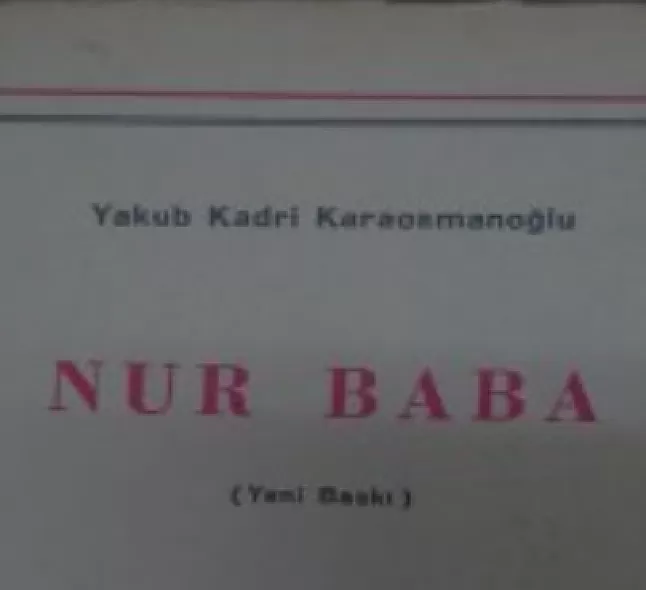 Yakub Kadri Karaosmanoğlu
NUR BABA
(Yeni Baskı)